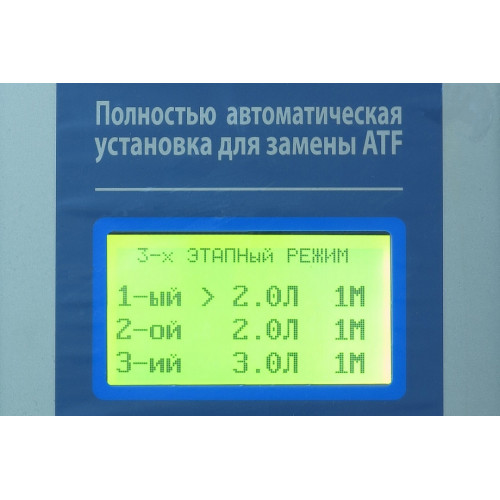 Полностью автоматическая
установка для замены ATF
3-х ЭТАПНЫЙ РЕЖИМ
1-ый > 2.0Л 1М
2-ой 2.0Л 1М
3-ий 3.0Л 1М